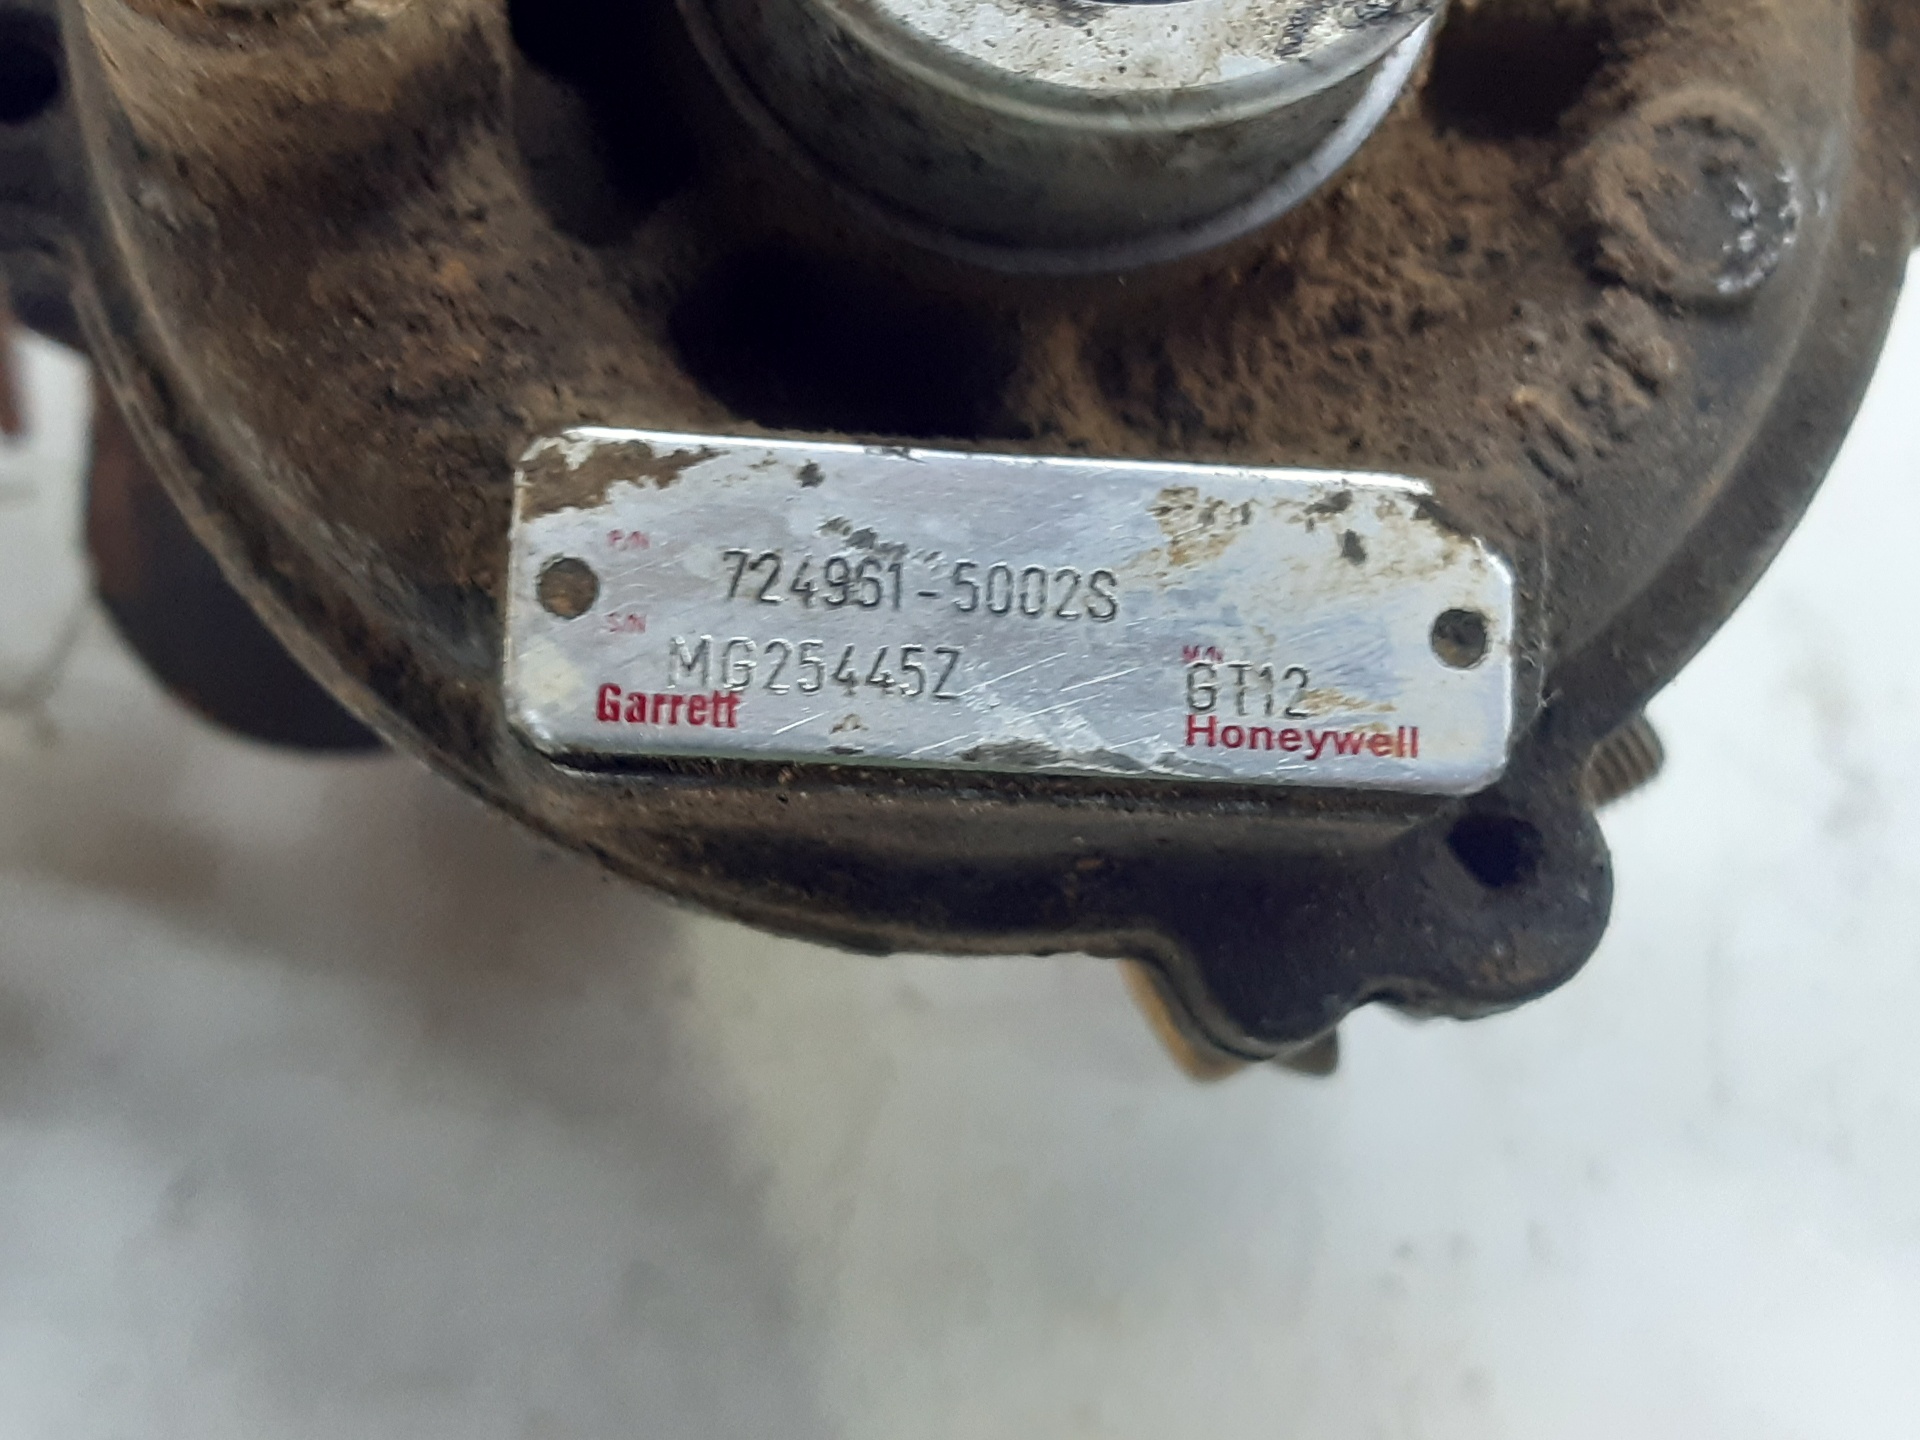 P/N 724961-5002S
S/N MG25445Z
M/N GT12
Garrett Honeywell